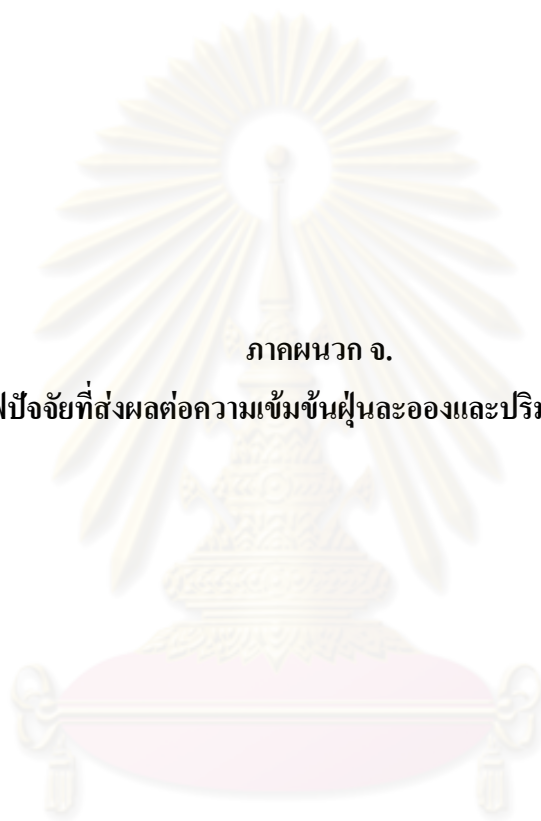 ภาคผนวก จ.
ปัจจัยที่ส่งผลต่อความเข้มข้นฝุ่นละอองและปริม